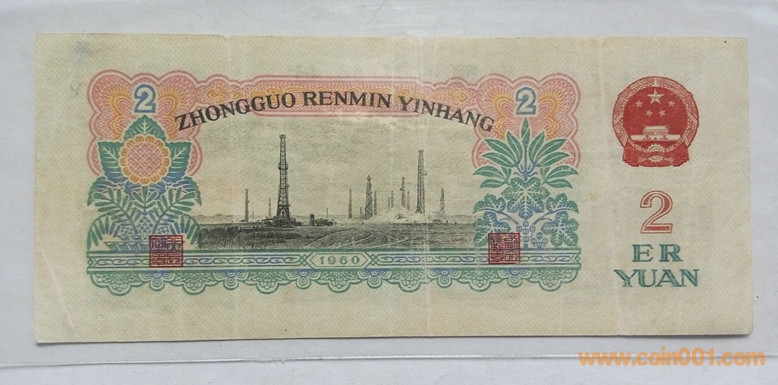 2 2
ZHONGGUO RENMIN YINHANG
2
ER
YUAN
1960
www.coin001.com